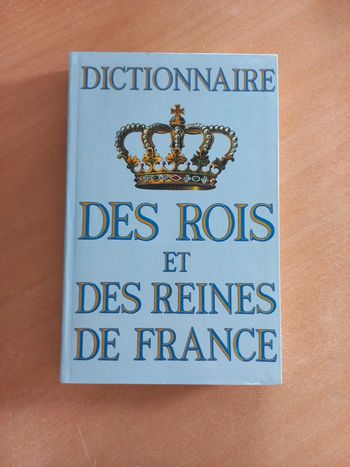 DICTIONNAIRE
DES ROIS
ET
DES REINES
DE FRANCE